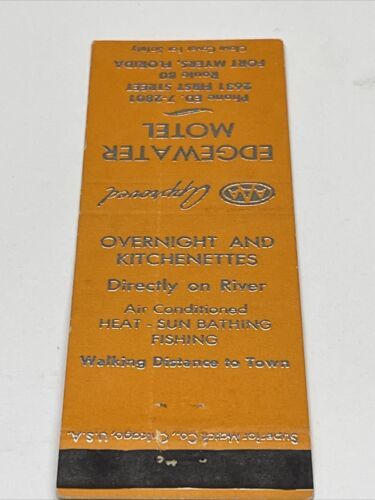 Close Cover For Safety
FORT MYERS, FLORIDA
Route 80
2631 FIRST STREET
Phone ED. 7-2801
EDGEWATER
MOTEL
AAA Approved
OVERNIGHT AND
KITCHENETTES
Directly on River
Air Conditioned
HEAT - SUN BATHING
FISHING
Walking Distance to Town
Superior Match Co., Chicago, U.S.A.